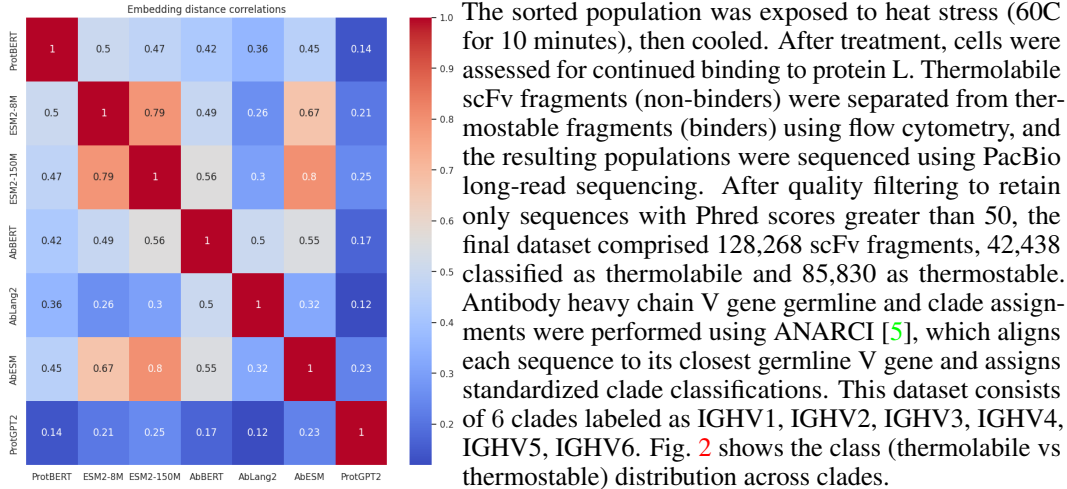 Embedding distance correlations
ProtBERT
1
0.5
0.47
0.42
0.36
0.45
0.14
ESM2-8M
0.5
1
0.79
0.49
0.26
0.67
0.21
ESM2-150M
0.47
0.79
1
0.56
0.3
0.8
0.25
AbBERT
0.42
0.49
0.56
1
0.5
0.55
0.17
AbLang2
0.36
0.26
0.3
0.5
1
0.32
0.12
AbESM
0.45
0.67
0.8
0.55
0.32
1
0.23
ProtGPT2
0.14
0.21
0.25
0.17
0.12
0.23
1
ProtBERT ESM2-8M ESM2-150M AbBERT AbLang2 AbESM ProtGPT2
1.0
0.9
0.8
0.7
0.6
0.5
0.4
0.3
0.2
The sorted population was exposed to heat stress (60C
for 10 minutes), then cooled. After treatment, cells were
assessed for continued binding to protein L. Thermolabile
scFv fragments (non-binders) were separated from ther-
mostable fragments (binders) using flow cytometry, and
the resulting populations were sequenced using PacBio
long-read sequencing. After quality filtering to retain
only sequences with Phred scores greater than 50, the
final dataset comprised 128,268 scFv fragments, 42,438
classified as thermolabile and 85,830 as thermostable.
Antibody heavy chain V gene germline and clade assign-
ments were performed using ANARCI [5], which aligns
each sequence to its closest germline V gene and assigns
standardized clade classifications. This dataset consists
of 6 clades labeled as IGHV1, IGHV2, IGHV3, IGHV4,
IGHV5, IGHV6. Fig. 2 shows the class (thermolabile vs
thermostable) distribution across clades.